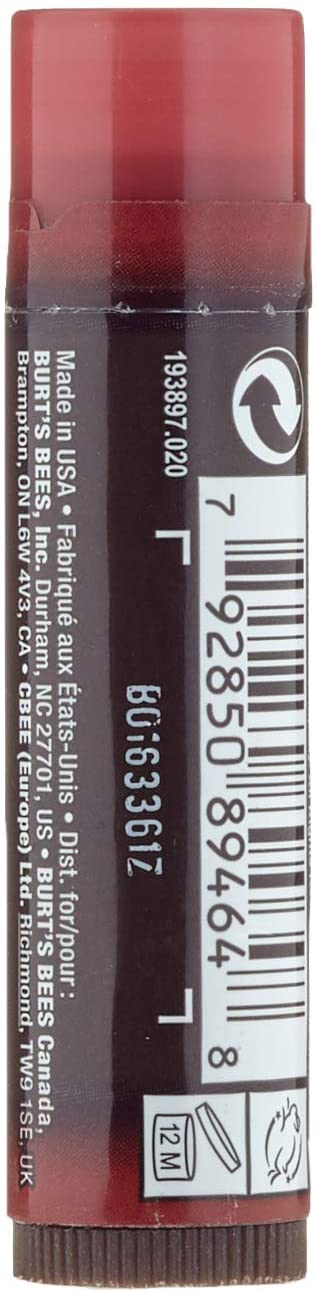 Made in USA • Fabriqué aux États-Unis • Dist. for/pour :
BURT'S BEES, Inc. Durham, NC 27701, US • BURT'S BEES Canada,
Brampton, ON L6W 4V3, CA • CBEE (Europe) Ltd. Richmond, TW9 1SE, UK
193897.020
B0163361Z
7 92850 89464 8
12 M